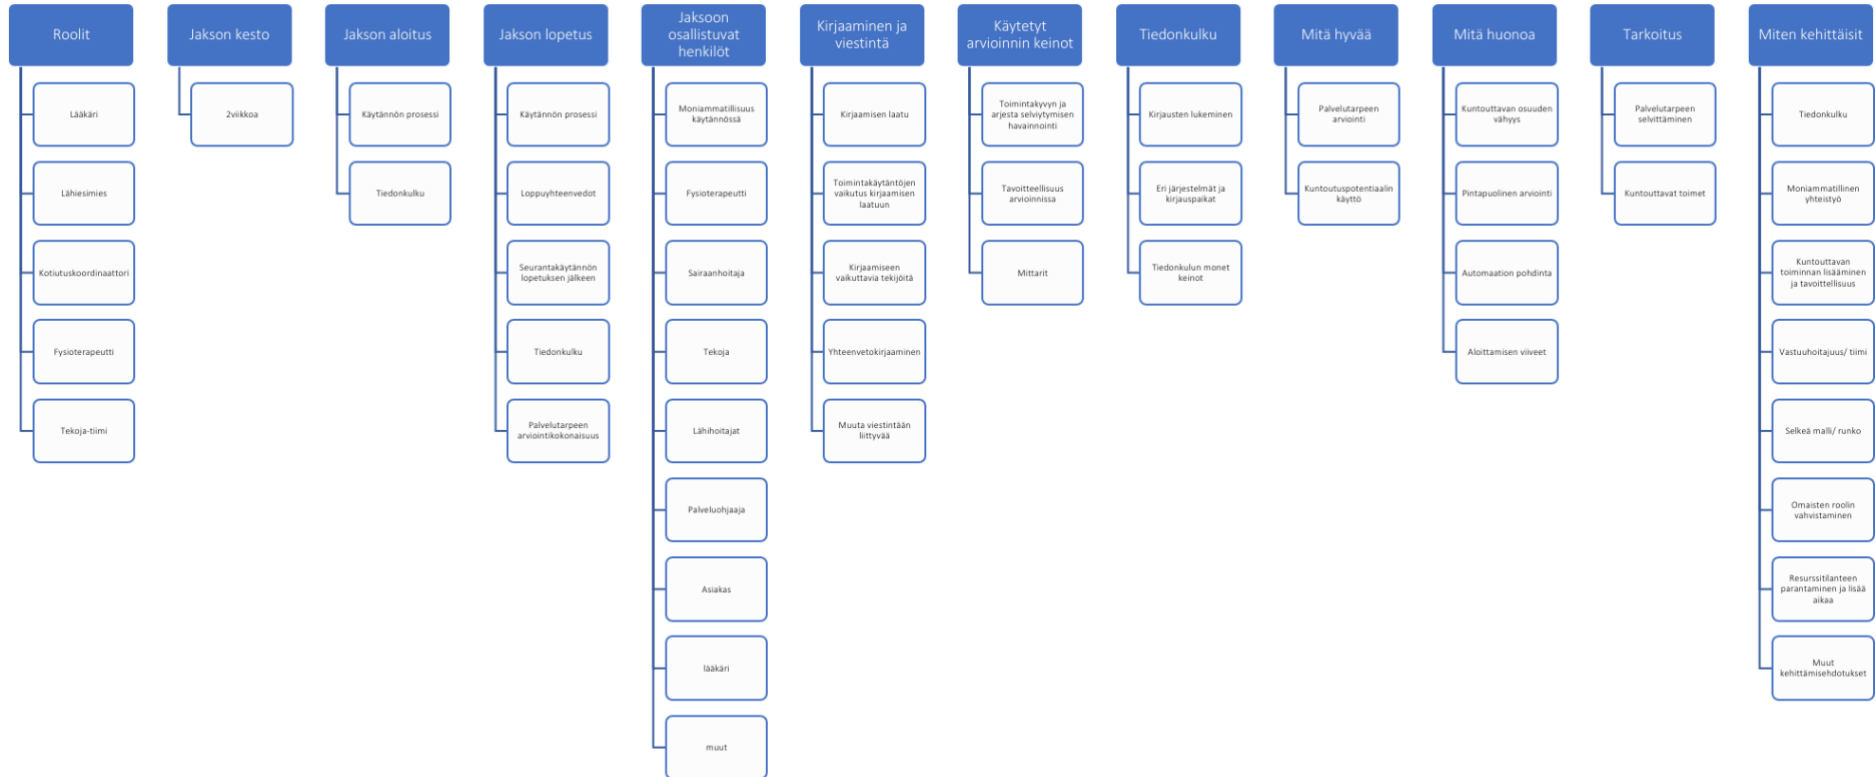 Roolit
Lääkäri
Lähiesimies
Kotiutuskoordinaattori
Fysioterapeutti
Tekoja-tiimi
Jakson kesto
2viikkoa
Jakson aloitus
Käytännön prosessi
Tiedonkulku
Jakson lopetus
Käytännön prosessi
Loppuyhteenvedot
Seurantakäytännön
lopetuksen jälkeen
Tiedonkulku
Palvelutarpeen
arviointikokonaisuus
Jaksoon
osallistuvat
henkilöt
Moniammatillisuus
käytännössä
Fysioterapeutti
Sairaanhoitaja
Tekoja
Lähihoitajat
Palveluohjaaja
Asiakas
lääkäri
muut
Kirjaaminen ja
viestintä
Kirjaamisen laatu
Toimintakäytäntöjen
vaikutus kirjaamisen
laatuun
Kirjaamiseen
vaikuttavia tekijöitä
Yhteenvetokirjaaminen
Muuta viestintään
liittyvää
Käytetyt
arvioinnin keinot
Toimintakyvyn ja
arjesta selviytymisen
havainnointi
Tavoitteellisuus
arvioinnissa
Mittarit
Tiedonkulku
Kirjausten lukeminen
Eri järjestelmät ja
kirjauspaikat
Tiedonkulun monet
keinot
Mitä hyvää
Palvelutarpeen
arviointi
Kuntoutuspotentiaalin
käyttö
Mitä huonoa
Kuntouttavan osuuden
vähyys
Pintapuolinen arviointi
Automaation pohdinta
Aloittamisen viiveet
Tarkoitus
Palvelutarpeen
selvittäminen
Kuntouttavat toimet
Miten kehittäisit
Tiedonkulku
Moniammatillinen
yhteistyö
Kuntouttavan
toiminnan lisääminen
ja tavoittellisuus
Vastuuhoitajuus/ tiimi
Selkeä malli/ runko
Omaisten roolin
vahvistaminen
Resurssitilanteen
parantaminen ja lisää
aikaa
Muut
kehittämisehdotukset